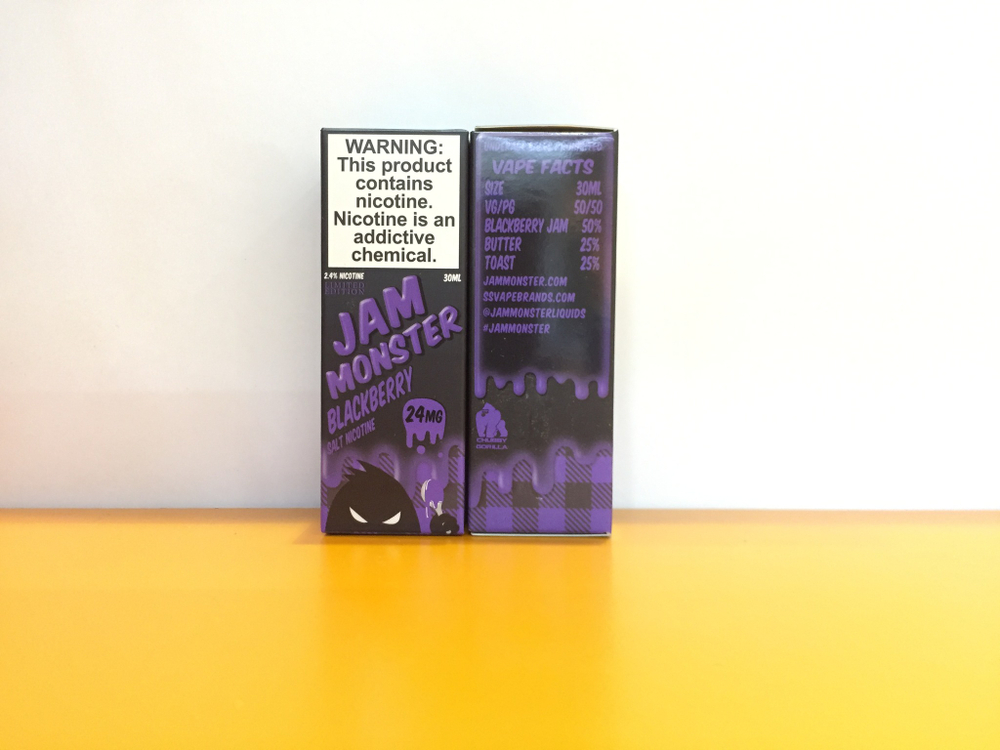 WARNING:
This product
contains
nicotine.
Nicotine is an
addictive
chemical.
2.4% NICOTINE 30ML
LIMITED
EDITION
JAM
MONSTER
BLACKBERRY
SALT NICOTINE
24MG
VAPE FACTS
SIZE 30ML
VG/PG 50/50
BLACKBERRY JAM 50%
BUTTER 25%
TOAST 25%
JAMMONSTER.COM
SSVAPEBRANDS.COM
@JAMMONSTERLIQUIDS
#JAMMONSTER
CHUBBY
GORILLA